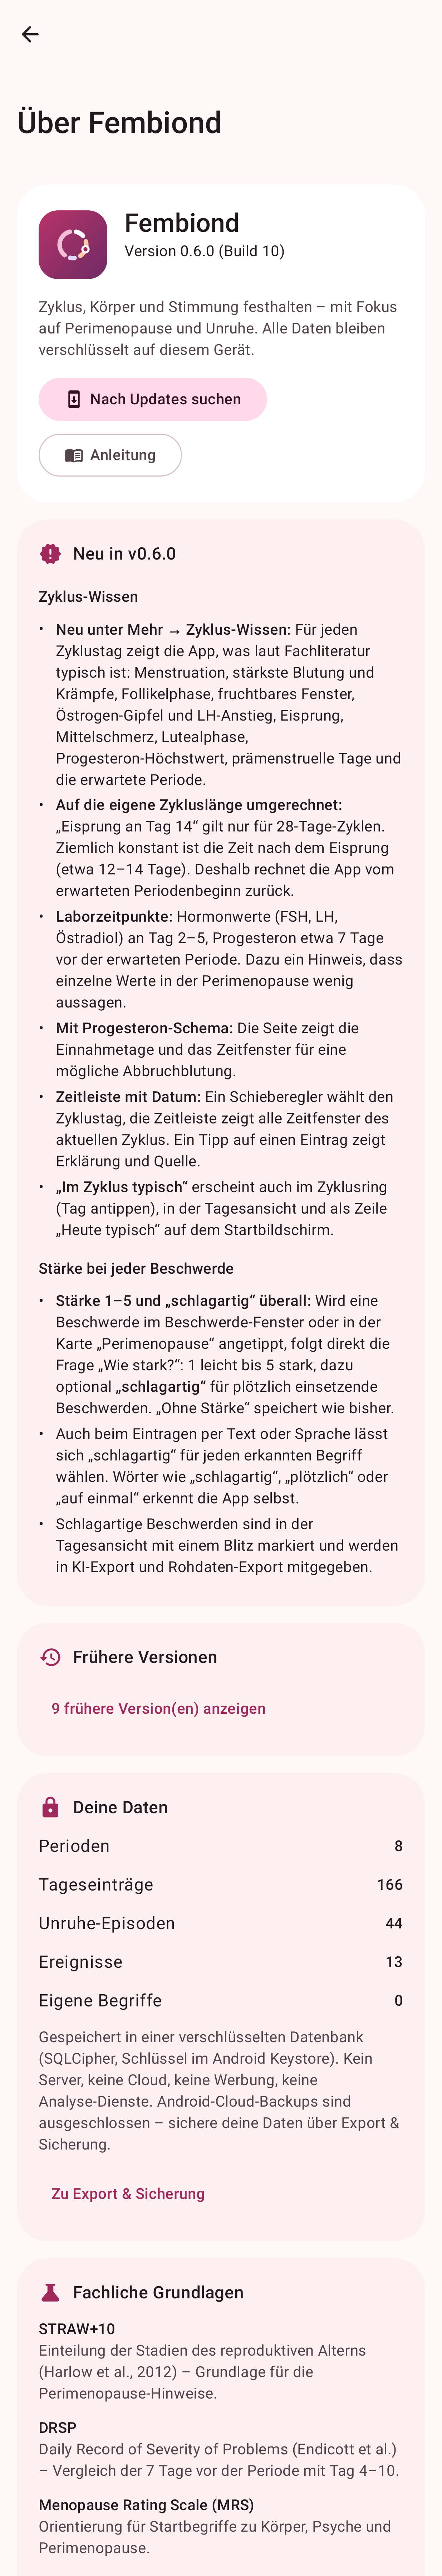 Über Fembiond
Fembiond
Version 0.6.0 (Build 10)
Zyklus, Körper und Stimmung festhalten – mit Fokus
auf Perimenopause und Unruhe. Alle Daten bleiben
verschlüsselt auf diesem Gerät.
Nach Updates suchen
Anleitung
Neu in v0.6.0
Zyklus-Wissen
• Neu unter Mehr → Zyklus-Wissen: Für jeden
Zyklustag zeigt die App, was laut Fachliteratur
typisch ist: Menstruation, stärkste Blutung und
Krämpfe, Follikelphase, fruchtbares Fenster,
Östrogen-Gipfel und LH-Anstieg, Eisprung,
Mittelschmerz, Lutealphase,
Progesteron-Höchstwert, prämenstruelle Tage und
die erwartete Periode.
• Auf die eigene Zykluslänge umgerechnet:
„Eisprung an Tag 14“ gilt nur für 28-Tage-Zyklen.
Ziemlich konstant ist die Zeit nach dem Eisprung
(etwa 12–14 Tage). Deshalb rechnet die App vom
erwarteten Periodenbeginn zurück.
• Laborzeitpunkte: Hormonwerte (FSH, LH,
Östradiol) an Tag 2–5, Progesteron etwa 7 Tage
vor der erwarteten Periode. Dazu ein Hinweis, dass
einzelne Werte in der Perimenopause wenig
aussagen.
• Mit Progesteron-Schema: Die Seite zeigt die
Einnahmetage und das Zeitfenster für eine
mögliche Abbruchblutung.
• Zeitleiste mit Datum: Ein Schieberegler wählt den
Zyklustag, die Zeitleiste zeigt alle Zeitfenster des
aktuellen Zyklus. Ein Tipp auf einen Eintrag zeigt
Erklärung und Quelle.
• „Im Zyklus typisch“ erscheint auch im Zyklusring
(Tag antippen), in der Tagesansicht und als Zeile
„Heute typisch“ auf dem Startbildschirm.
Stärke bei jeder Beschwerde
• Stärke 1–5 und „schlagartig“ überall: Wird eine
Beschwerde im Beschwerde-Fenster oder in der
Karte „Perimenopause“ angetippt, folgt direkt die
Frage „Wie stark?“: 1 leicht bis 5 stark, dazu
optional „schlagartig“ für plötzlich einsetzende
Beschwerden. „Ohne Stärke“ speichert wie bisher.
• Auch beim Eintragen per Text oder Sprache lässt
sich „schlagartig“ für jeden erkannten Begriff
wählen. Wörter wie „schlagartig“, „plötzlich“ oder
„auf einmal“ erkennt die App selbst.
• Schlagartige Beschwerden sind in der
Tagesansicht mit einem Blitz markiert und werden
in KI-Export und Rohdaten-Export mitgegeben.
Frühere Versionen
9 frühere Version(en) anzeigen
Deine Daten
Perioden 8
Tageseinträge 166
Unruhe-Episoden 44
Ereignisse 13
Eigene Begriffe 0
Gespeichert in einer verschlüsselten Datenbank
(SQLCipher, Schlüssel im Android Keystore). Kein
Server, keine Cloud, keine Werbung, keine
Analyse-Dienste. Android-Cloud-Backups sind
ausgeschlossen – sichere deine Daten über Export &
Sicherung.
Zu Export & Sicherung
Fachliche Grundlagen
STRAW+10
Einteilung der Stadien des reproduktiven Alterns
(Harlow et al., 2012) – Grundlage für die
Perimenopause-Hinweise.
DRSP
Daily Record of Severity of Problems (Endicott et al.)
– Vergleich der 7 Tage vor der Periode mit Tag 4–10.
Menopause Rating Scale (MRS)
Orientierung für Startbegriffe zu Körper, Psyche und
Perimenopause.